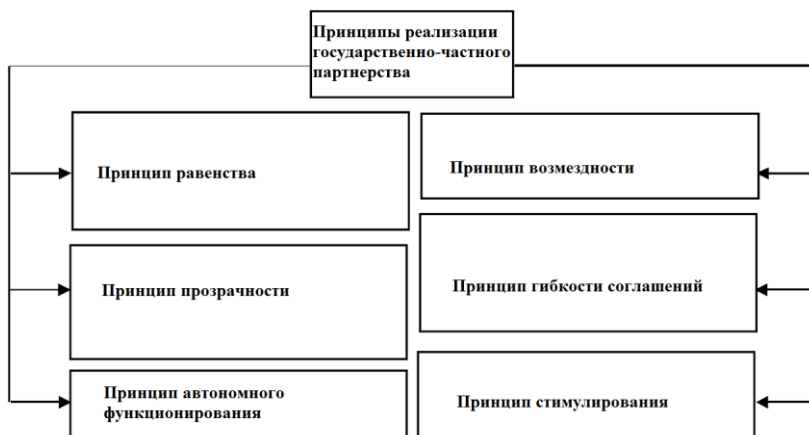 Принципы реализации
государственно-частного
партнерства
Принцип равенства
Принцип возмездности
Принцип прозрачности
Принцип гибкости соглашений
Принцип автономного
функционирования
Принцип стимулирования